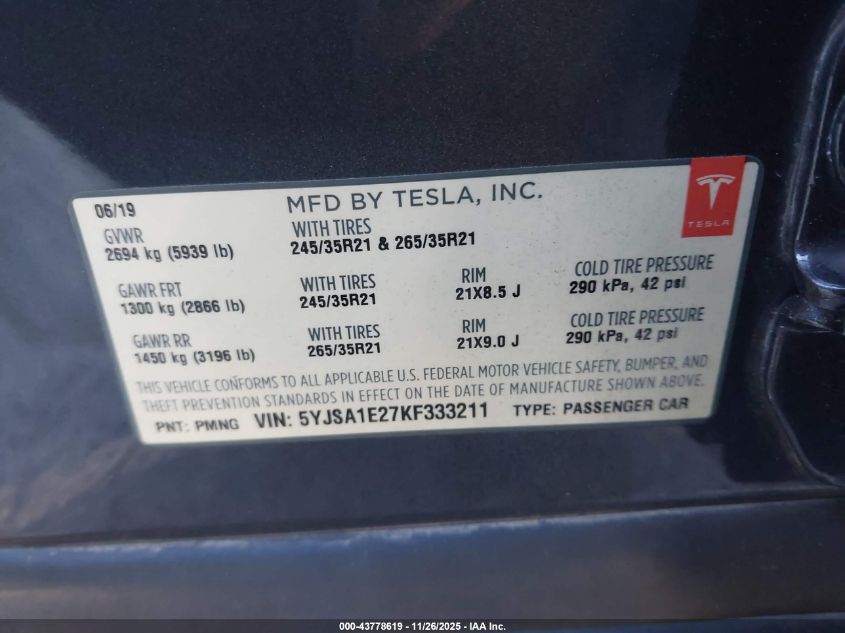 06/19 MFD BY TESLA, INC.
TESLA
GVWR WITH TIRES
2694 kg (5939 lb) 245/35R21 & 265/35R21
GAWR FRT WITH TIRES RIM COLD TIRE PRESSURE
1300 kg (2866 lb) 245/35R21 21X8.5 J 290 kPa, 42 psi
GAWR RR WITH TIRES RIM COLD TIRE PRESSURE
1450 kg (3196 lb) 265/35R21 21X9.0 J 290 kPa, 42 psi
THIS VEHICLE CONFORMS TO ALL APPLICABLE U.S. FEDERAL MOTOR VEHICLE SAFETY, BUMPER, AND
THEFT PREVENTION STANDARDS IN EFFECT ON THE DATE OF MANUFACTURE SHOWN ABOVE.
PNT: PMNG VIN: 5YJSA1E27KF333211 TYPE: PASSENGER CAR
000-43778619 - 11/26/2025 - IAA Inc.